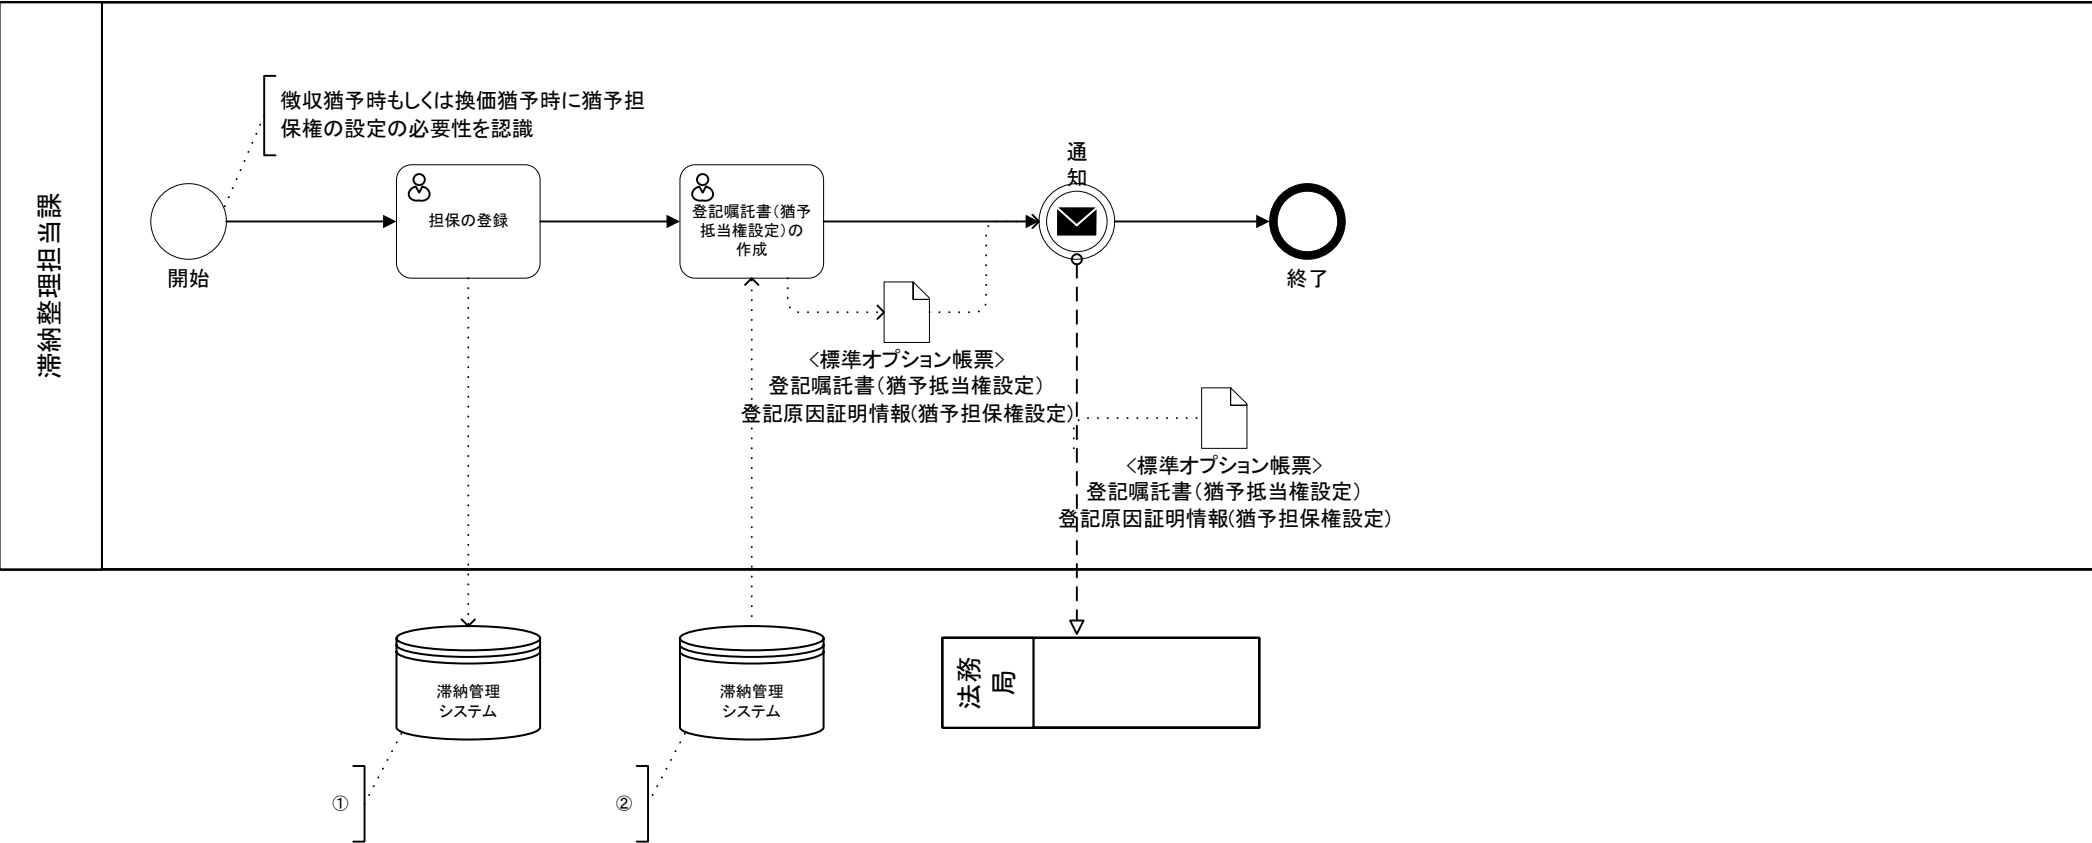 滞納整理担当課
徴収猶予時もしくは換価猶予時に猶予担
保権の設定の必要性を認識
開始
担保の登録
登記嘱託書（猶予
抵当権設定）の
作成
通
知
終了
<標準オプション帳票>
登記嘱託書（猶予抵当権設定）
登記原因証明情報(猶予担保権設定)
<標準オプション帳票>
登記嘱託書（猶予抵当権設定）
登記原因証明情報(猶予担保権設定)
滞納管理
システム
滞納管理
システム
法務
局
①
②